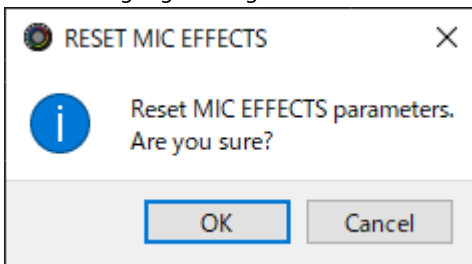 RESET MIC EFFECTS
Reset MIC EFFECTS parameters.
Are you sure?
OK
Cancel